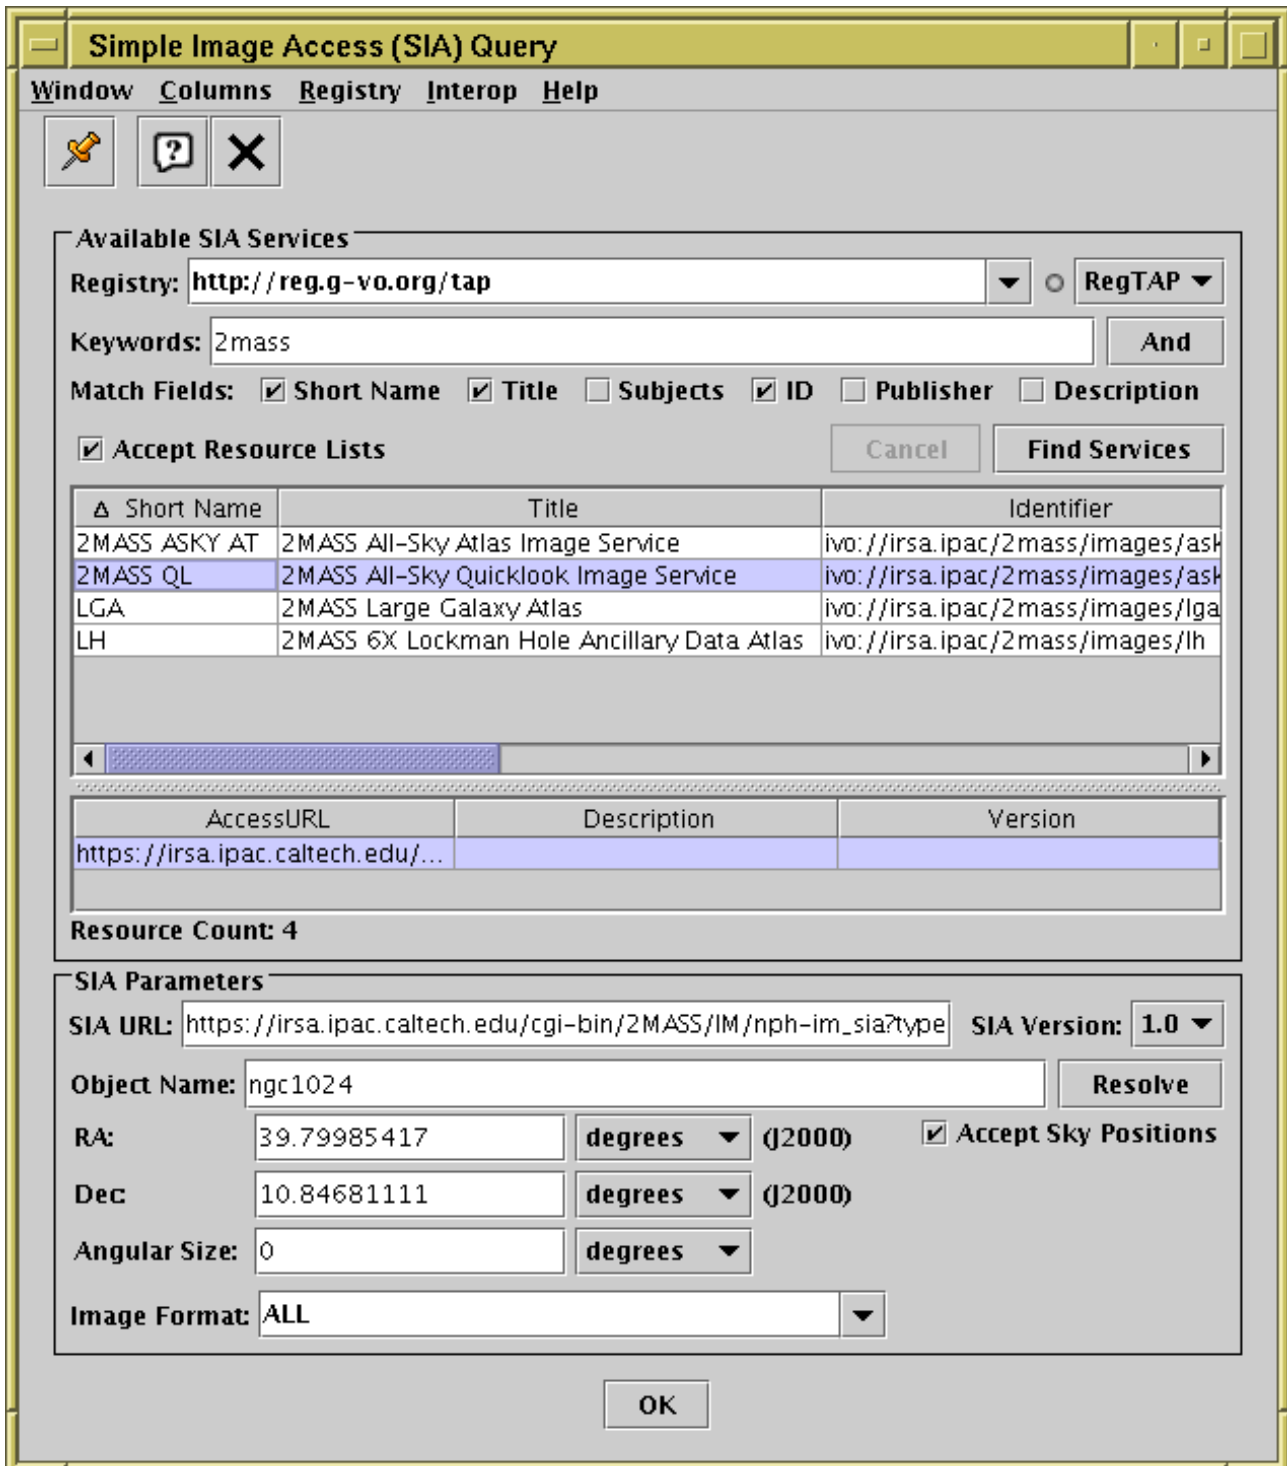 Simple Image Access (SIA) Query
Window Columns Registry Interop Help
Available SIA Services
Registry: http://reg.g-vo.org/tap RegTAP
Keywords: 2mass And
Match Fields: Short Name Title Subjects ID Publisher Description
Accept Resource Lists Cancel Find Services
Short Name Title Identifier
2MASS ASKY AT 2MASS All-Sky Atlas Image Service ivo://irsa.ipac/2mass/images/ask
2MASS QL 2MASS All-Sky Quicklook Image Service ivo://irsa.ipac/2mass/images/ask
LGA 2MASS Large Galaxy Atlas ivo://irsa.ipac/2mass/images/lga
LH 2MASS 6X Lockman Hole Ancillary Data Atlas ivo://irsa.ipac/2mass/images/lh
AccessURL Description Version
https://irsa.ipac.caltech.edu/...
Resource Count: 4
SIA Parameters
SIA URL: https://irsa.ipac.caltech.edu/cgi-bin/2MASS/IM/nph-im_sia?type SIA Version: 1.0
Object Name: ngc1024 Resolve
RA: 39.79985417 degrees (J2000) Accept Sky Positions
Dec: 10.84681111 degrees (J2000)
Angular Size: 0 degrees
Image Format: ALL
OK